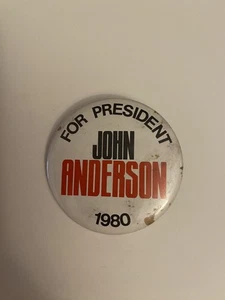 FOR PRESIDENT
JOHN
ANDERSON
1980